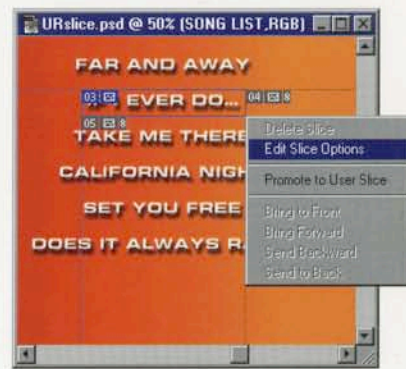 URslice.psd @ 50% (SONG LIST,RGB)
FAR AND AWAY
03 EVER DO... 04 8
05 8
TAKE ME THERE
CALIFORNIA NIGH
SET YOU FREE
DOES IT ALWAYS R
Delete Slice
Edit Slice Options
Promote to User Slice
Bring to Front
Bring Forward
Send Backward
Send to Back